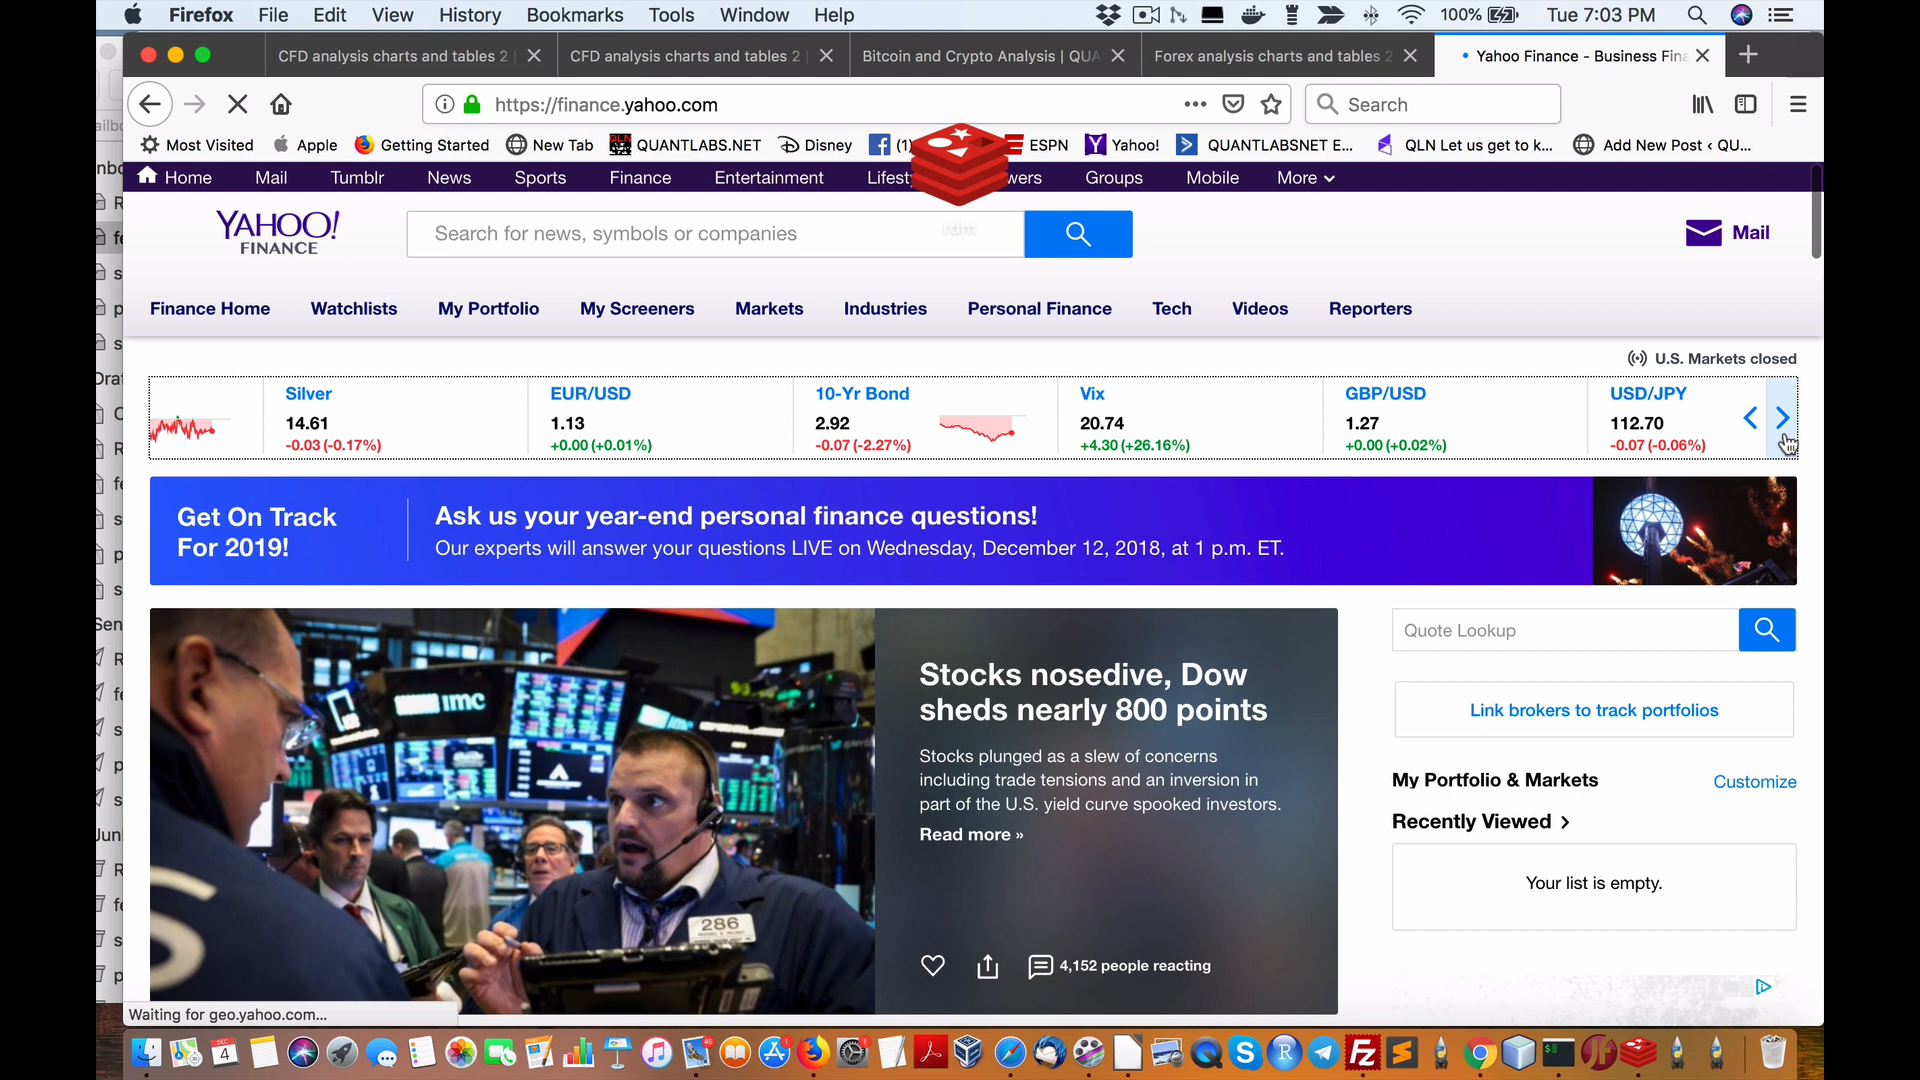 Firefox File Edit View History Bookmarks Tools Window Help 100% Tue 7:03 PM
CFD analysis charts and tables 2 CFD analysis charts and tables 2 Bitcoin and Crypto Analysis | QUA Forex analysis charts and tables 2 Yahoo Finance - Business Fina
https://finance.yahoo.com Search
Most Visited Apple Getting Started New Tab QUANTLABS.NET Disney (1) ESPN Yahoo! QUANTLABSNET E... QLN Let us get to k... Add New Post ‹ QU...
Home Mail Tumblr News Sports Finance Entertainment Groups Mobile More
YAHOO!
FINANCE
Search for news, symbols or companies
rdm
Mail
Finance Home Watchlists My Portfolio My Screeners Markets Industries Personal Finance Tech Videos Reporters
U.S. Markets closed
Silver EUR/USD 10-Yr Bond Vix GBP/USD USD/JPY
14.61 1.13 2.92 20.74 1.27 112.70
-0.03 (-0.17%) +0.00 (+0.01%) -0.07 (-2.27%) +4.30 (+26.16%) +0.00 (+0.02%) -0.07 (-0.06%)
Get On Track
For 2019!
Ask us your year-end personal finance questions!
Our experts will answer your questions LIVE on Wednesday, December 12, 2018, at 1 p.m. ET.
imc
286
Stocks nosedive, Dow
sheds nearly 800 points
Stocks plunged as a slew of concerns
including trade tensions and an inversion in
part of the U.S. yield curve spooked investors.
Read more »
4,152 people reacting
Quote Lookup
Link brokers to track portfolios
My Portfolio & Markets Customize
Recently Viewed
Your list is empty.
Waiting for geo.yahoo.com...